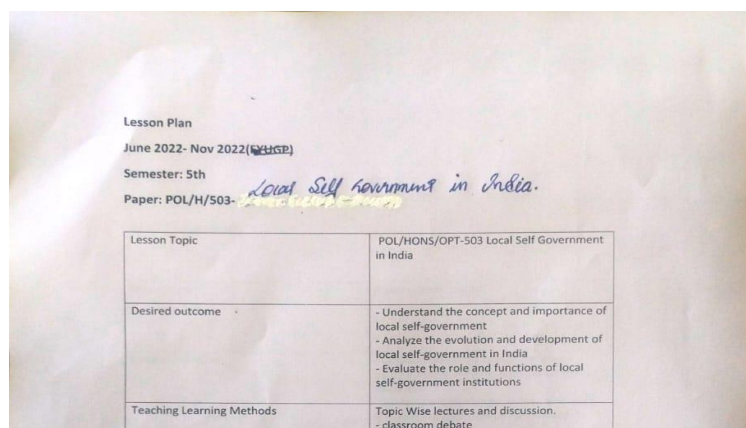 Lesson Plan
June 2022- Nov 2022(FYUGP)
Semester: 5th
Paper: POL/H/503- Local Self Government in India.
Lesson Topic
POL/HONS/OPT-503 Local Self Government
in India
Desired outcome
- Understand the concept and importance of
local self-government
- Analyze the evolution and development of
local self-government in India
- Evaluate the role and functions of local
self-government institutions
Teaching Learning Methods
Topic Wise lectures and discussion.
- classroom debate